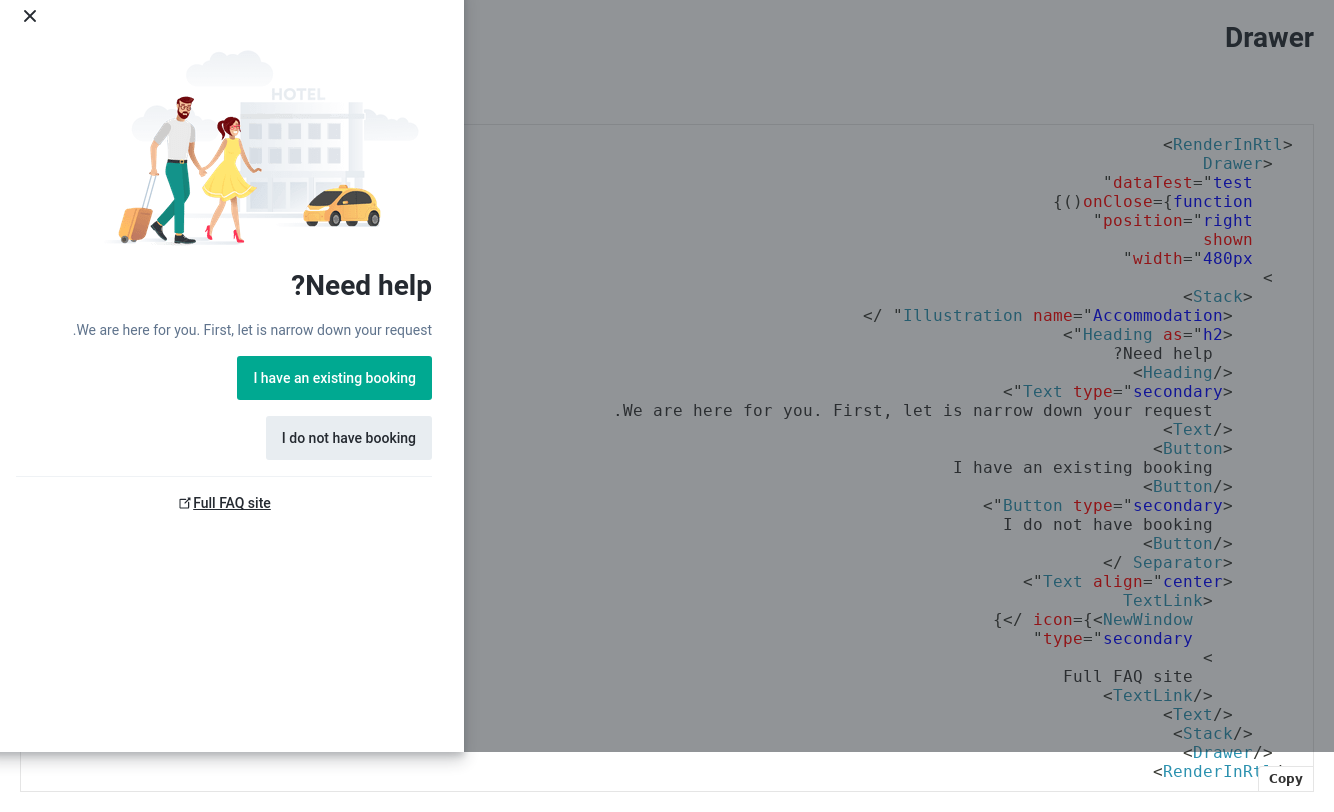 HOTEL
?Need help
.We are here for you. First, let is narrow down your request
I have an existing booking
I do not have booking
Full FAQ site
Drawer
<RenderInRtl>
Drawer>
"dataTest="test
{()onClose={function
"position="right
shown
"width="480px
<
<Stack>
</ "Illustration name="Accommodation>
<"Heading as="h2>
?Need help
<Heading/>
<"Text type="secondary>
.We are here for you. First, let is narrow down your request
<Text/>
<Button>
I have an existing booking
<Button/>
<"Button type="secondary>
I do not have booking
<Button/>
</ Separator>
<"Text align="center>
TextLink>
{</ icon={<NewWindow
"type="secondary
<
Full FAQ site
<TextLink/>
<Text/>
<Stack/>
<Drawer/>
<RenderInRt
Copy